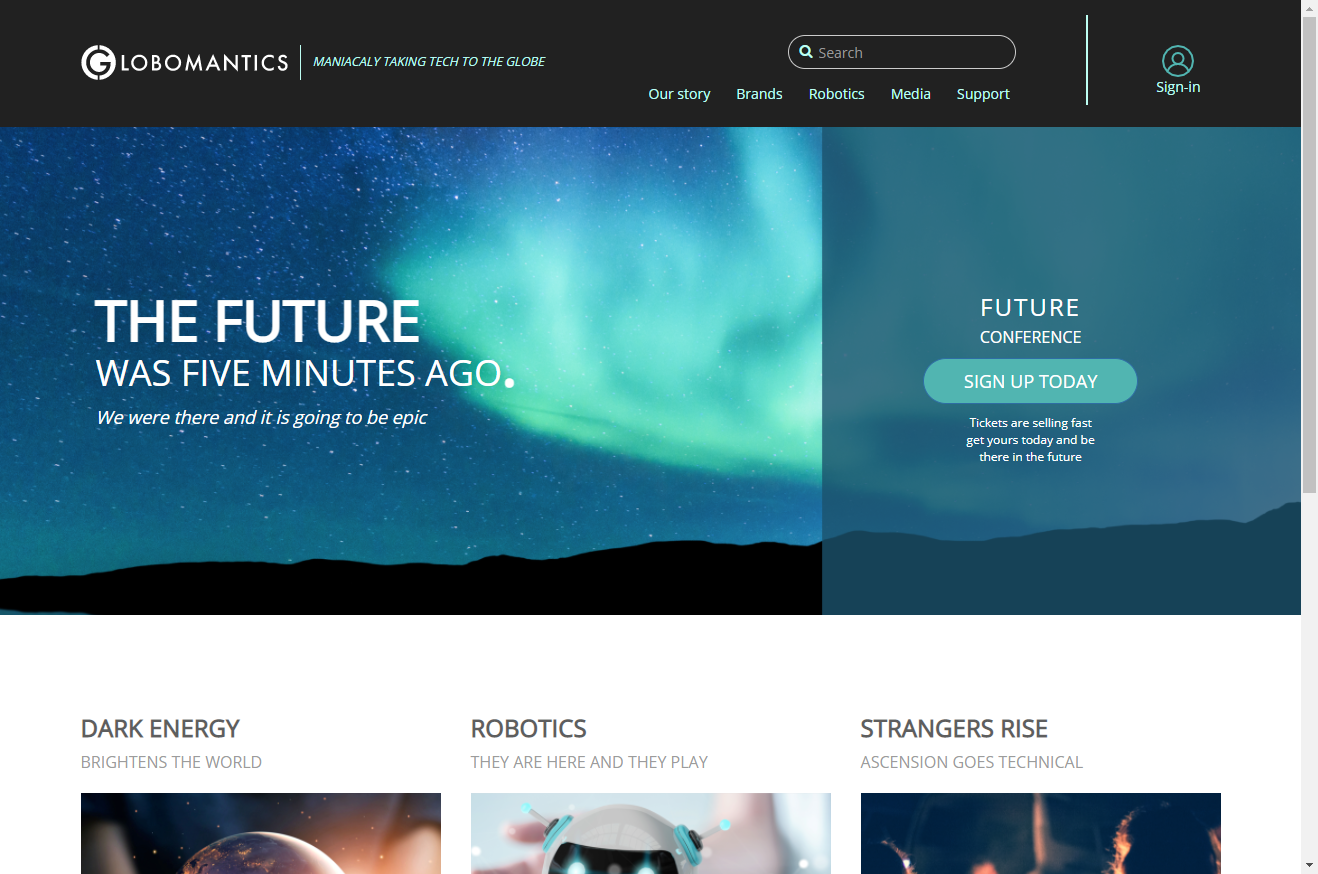 GLOBOMANTICS
MANIACALY TAKING TECH TO THE GLOBE
Search
Our story
Brands
Robotics
Media
Support
Sign-in
THE FUTURE
WAS FIVE MINUTES AGO.
We were there and it is going to be epic
FUTURE
CONFERENCE
SIGN UP TODAY
Tickets are selling fast
get yours today and be
there in the future
DARK ENERGY
BRIGHTENS THE WORLD
ROBOTICS
THEY ARE HERE AND THEY PLAY
STRANGERS RISE
ASCENSION GOES TECHNICAL